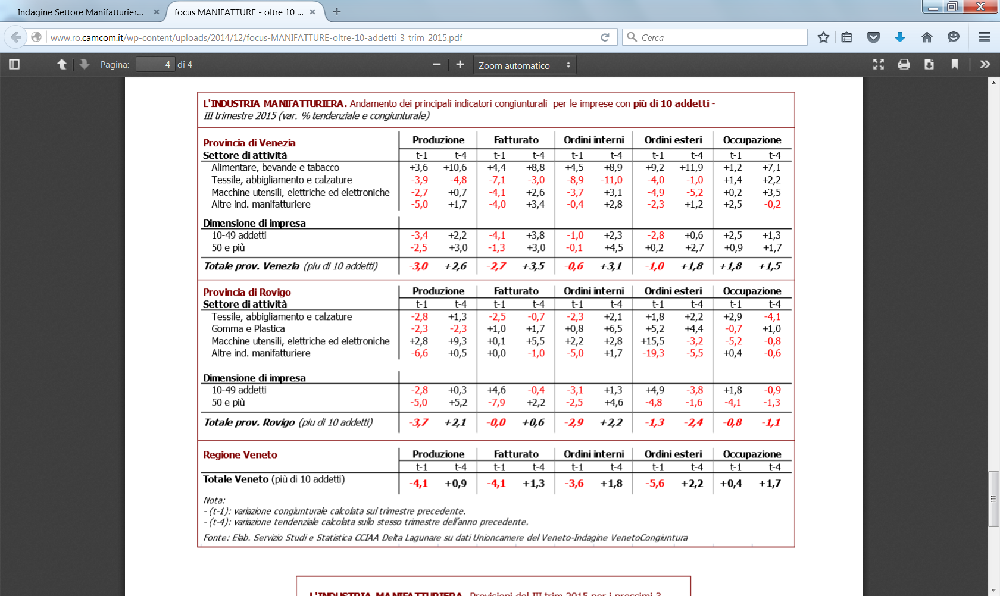 Indagine Settore Manifatturier...
focus MANIFATTURE - oltre 10 ...
www.ro.camcom.it/wp-content/uploads/2014/12/focus-MANIFATTURE-oltre-10-addetti_3_trim_2015.pdf
Cerca
Pagina: 4 di 4
Zoom automatico
L'INDUSTRIA MANIFATTURIERA. Andamento dei principali indicatori congiunturali per le imprese con più di 10 addetti -
III trimestre 2015 (var. % tendenziale e congiunturale)
Provincia di Venezia Produzione Fatturato Ordini interni Ordini esteri Occupazione
Settore di attività t-1 t-4 t-1 t-4 t-1 t-4 t-1 t-4 t-1 t-4
Alimentare, bevande e tabacco +3,6 +10,6 +4,4 +8,8 +4,5 +8,9 +9,2 +11,9 +1,2 +7,1
Tessile, abbigliamento e calzature -3,9 -4,8 -7,1 -3,0 -8,9 -11,0 -4,0 -1,0 +1,4 +2,2
Macchine utensili, elettriche ed elettroniche -2,7 +0,7 -4,1 +2,6 -3,7 +3,1 -4,9 -5,2 +0,2 +3,5
Altre ind. manifatturiere -5,0 +1,7 -4,0 +3,4 -0,4 +2,8 -2,3 +1,2 +2,5 -0,2
Dimensione di impresa
10-49 addetti -3,4 +2,2 -4,1 +3,8 -1,0 +2,3 -2,8 +0,6 +2,5 +1,3
50 e più -2,5 +3,0 -1,3 +3,0 -0,1 +4,5 +0,2 +2,7 +0,9 +1,7
Totale prov. Venezia (piu di 10 addetti) -3,0 +2,6 -2,7 +3,5 -0,6 +3,1 -1,0 +1,8 +1,8 +1,5
Provincia di Rovigo Produzione Fatturato Ordini interni Ordini esteri Occupazione
Settore di attività t-1 t-4 t-1 t-4 t-1 t-4 t-1 t-4 t-1 t-4
Tessile, abbigliamento e calzature -2,8 +1,3 -2,5 -0,7 -2,3 +2,1 +1,8 +2,2 +2,9 -4,1
Gomma e Plastica -2,3 -2,3 +1,0 +1,7 +0,8 +6,5 +5,2 +4,4 -0,7 +1,0
Macchine utensili, elettriche ed elettroniche +2,8 +9,3 +0,1 +5,5 +2,2 +2,8 +15,5 -3,2 -5,2 -0,8
Altre ind. manifatturiere -6,6 +0,5 +0,0 -1,0 -5,0 +1,7 -19,3 -5,5 +0,4 -0,6
Dimensione di impresa
10-49 addetti -2,8 +0,3 +4,6 -0,4 -3,1 +1,3 +4,9 -3,8 +1,8 -0,9
50 e più -5,0 +5,2 -7,9 +2,2 -2,5 +4,6 -4,8 -1,6 -4,1 -1,3
Totale prov. Rovigo (piu di 10 addetti) -3,7 +2,1 -0,0 +0,6 -2,9 +2,2 -1,3 -2,4 -0,8 -1,1
Regione Veneto Produzione Fatturato Ordini interni Ordini esteri Occupazione
t-1 t-4 t-1 t-4 t-1 t-4 t-1 t-4 t-1 t-4
Totale Veneto (più di 10 addetti) -4,1 +0,9 -4,1 +1,3 -3,6 +1,8 -5,6 +2,2 +0,4 +1,7
Nota:
- (t-1): variazione congiunturale calcolata sul trimestre precedente.
- (t-4): variazione tendenziale calcolata sullo stesso trimestre dell'anno precedente.
Fonte: Elab. Servizio Studi e Statistica CCIAA Delta Lagunare su dati Unioncamere del Veneto-Indagine VenetoCongiuntura
L'INDUSTRIA MANIFATTURIERA. Previsioni del III trim 2015 per i prossimi 3